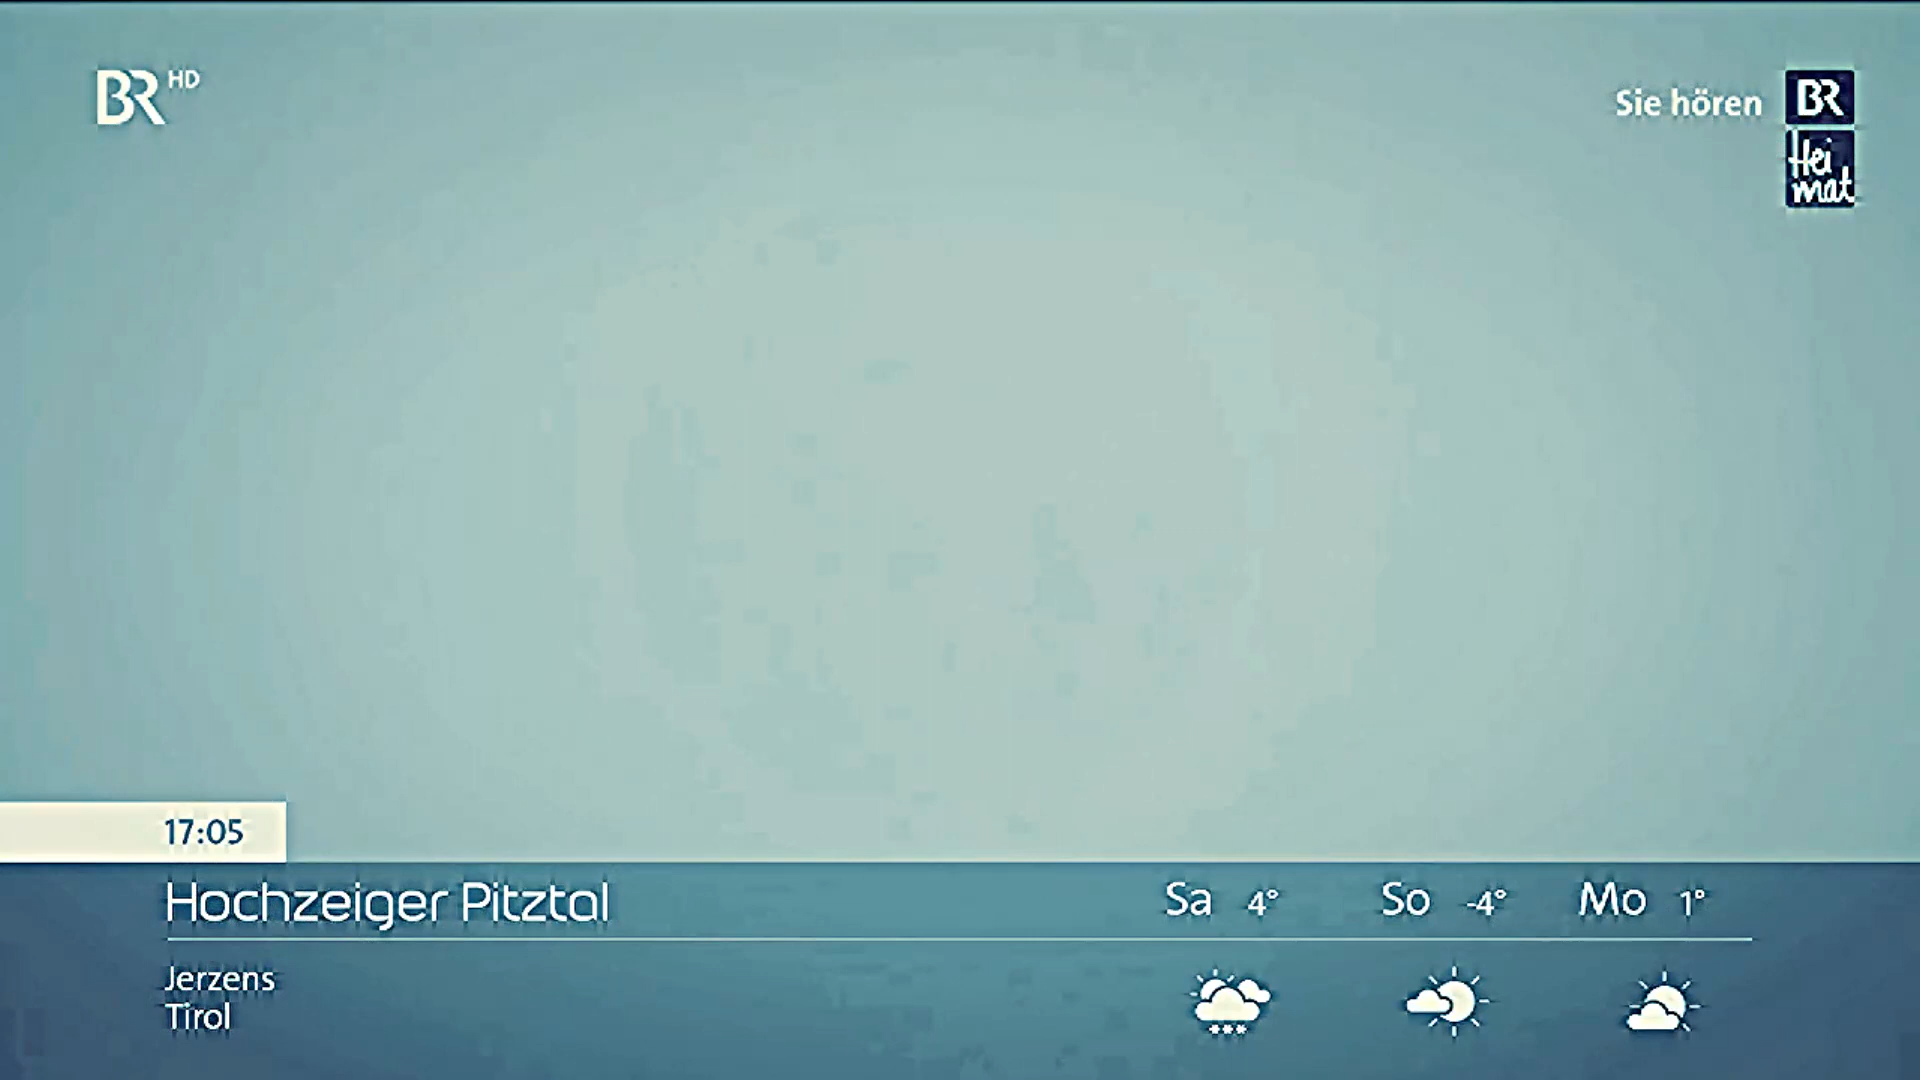 BR HD
Sie hören BR
Hei
mat
17:05
Hochzeiger Pitztal
Sa 4° So -4° Mo 1°
Jerzens
Tirol